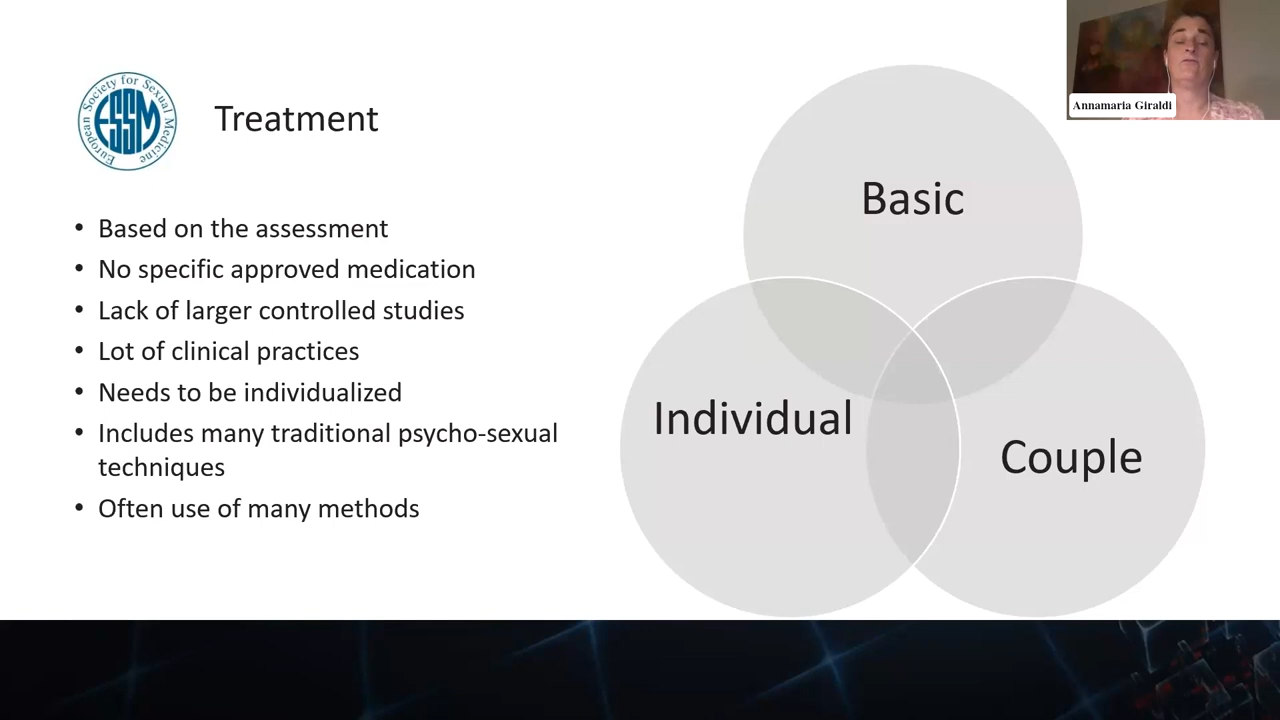 European Society for Sexual Medicine
ESSM
Treatment
• Based on the assessment
• No specific approved medication
• Lack of larger controlled studies
• Lot of clinical practices
• Needs to be individualized
• Includes many traditional psycho-sexual
techniques
• Often use of many methods
Basic
Individual
Couple
Annamaria Giraldi